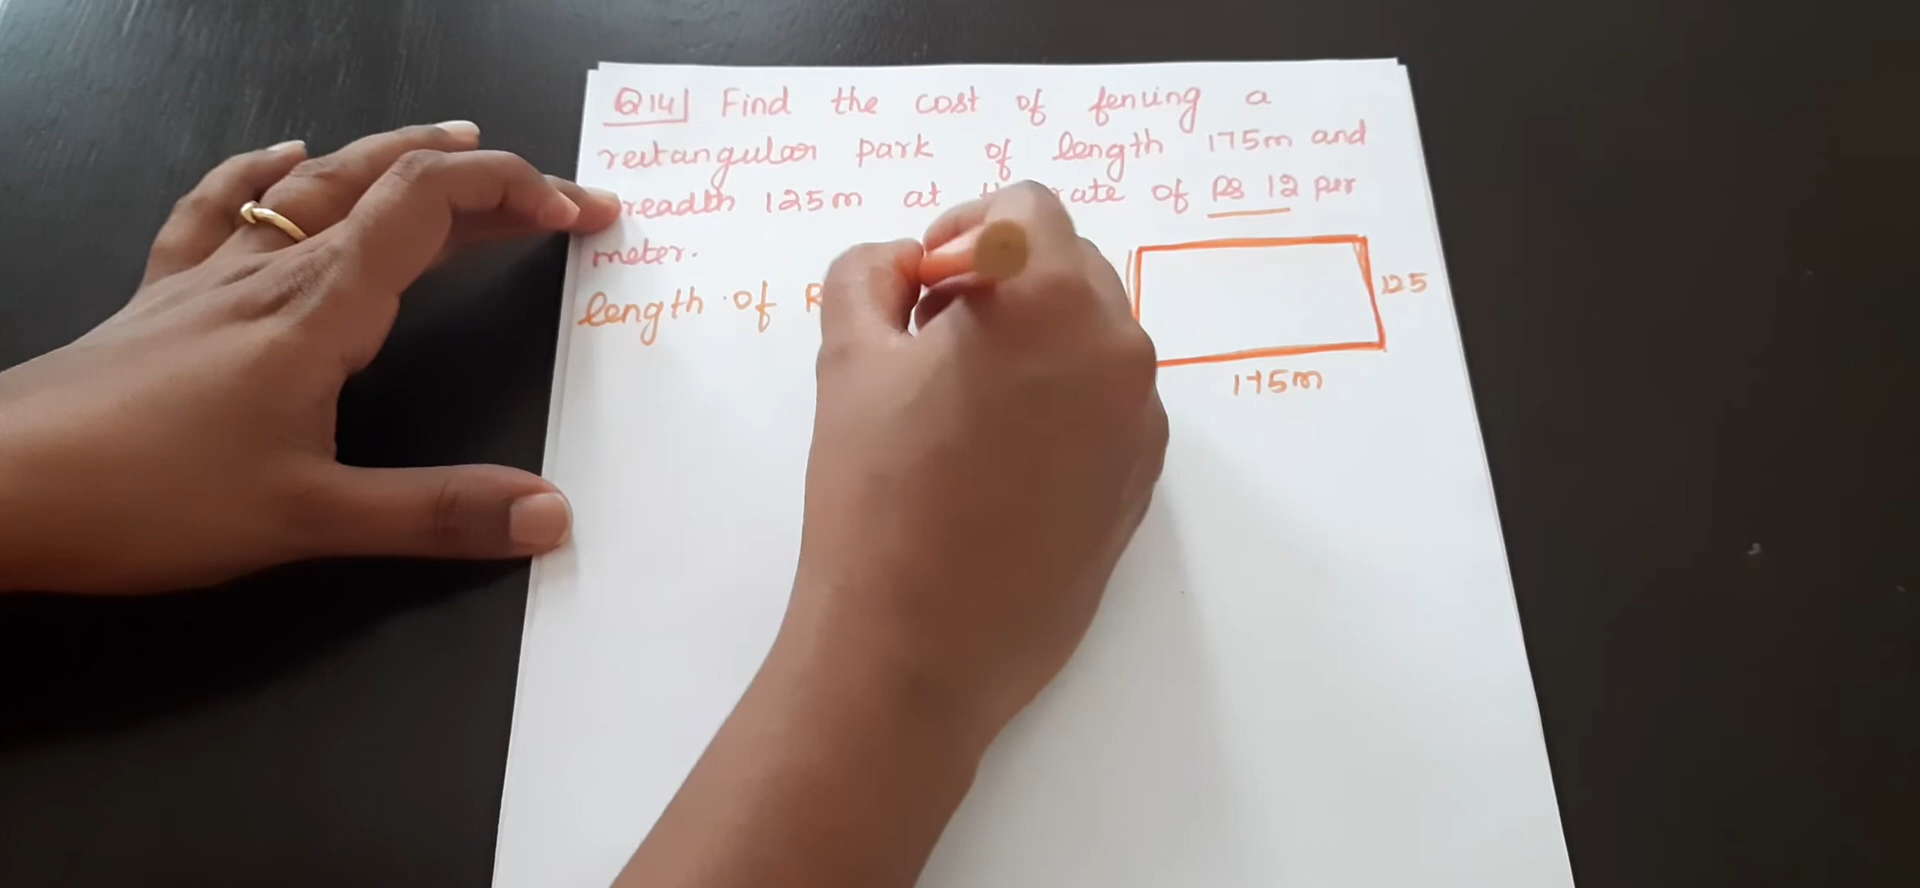 Q14| Find the cost of fencing a
rectangular park of length 175m and
readth 125m at ate of Rs 12 per
meter.
length of R
125
175m